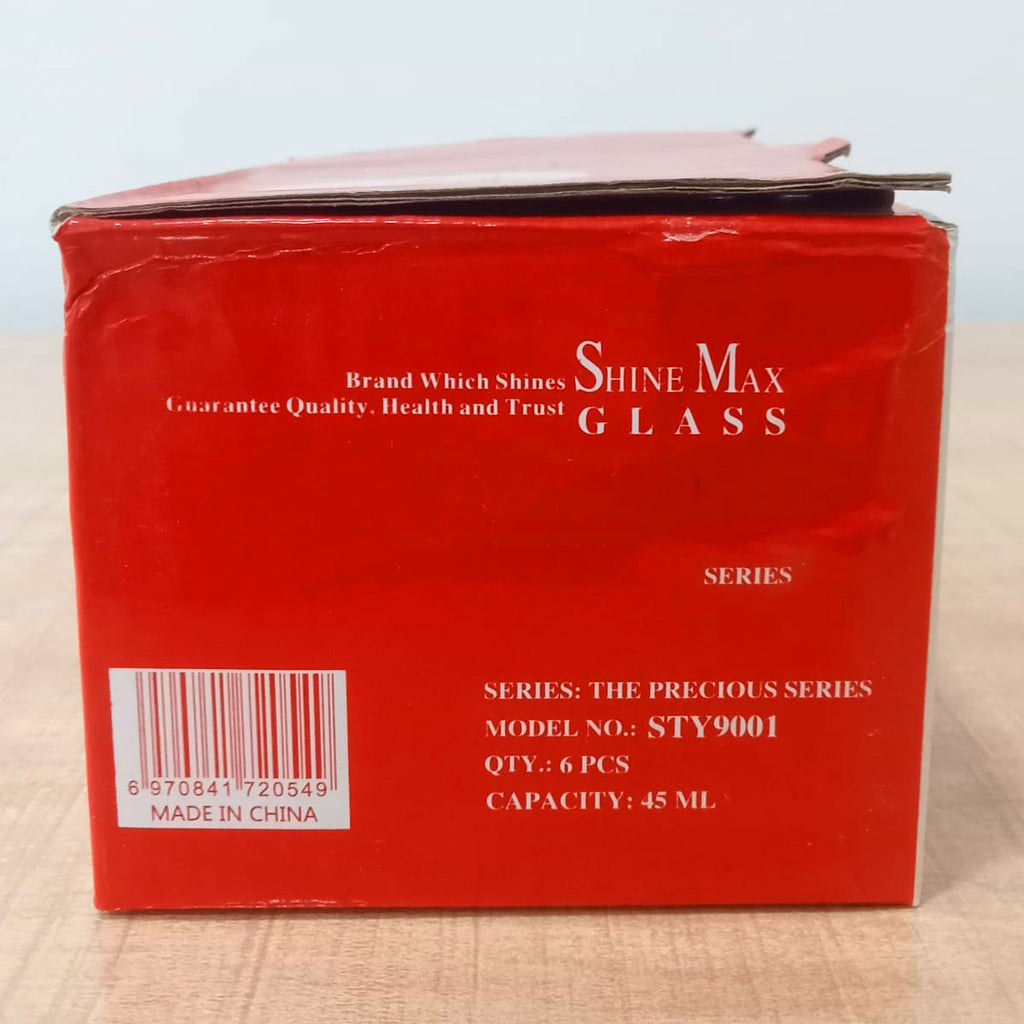 Brand Which Shines
Guarantee Quality, Health and Trust
SHINE MAX
GLASS
SERIES
SERIES: THE PRECIOUS SERIES
MODEL NO.: STY9001
QTY.: 6 PCS
CAPACITY: 45 ML
6 970841 720549
MADE IN CHINA